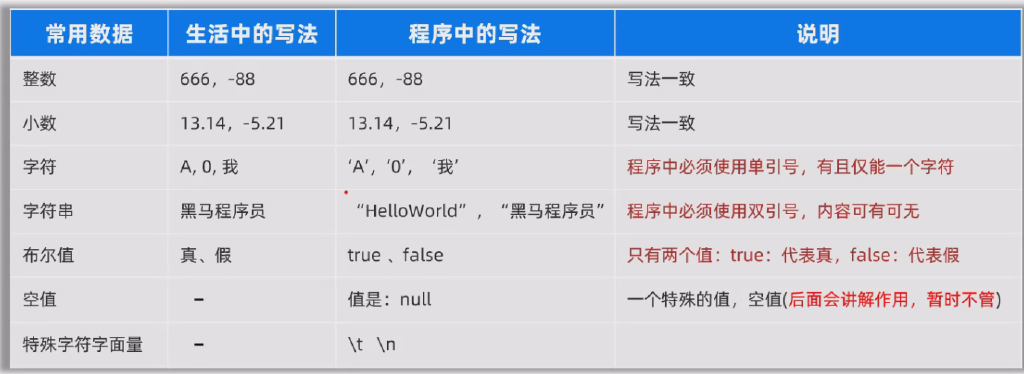 常用数据 生活中的写法 程序中的写法 说明
整数 666，-88 666，-88 写法一致
小数 13.14，-5.21 13.14，-5.21 写法一致
字符 A, 0, 我 ‘A’，‘0’，‘我’ 程序中必须使用单引号，有且仅能一个字符
字符串 黑马程序员 “HelloWorld”，“黑马程序员” 程序中必须使用双引号，内容可有可无
布尔值 真、假 true 、false 只有两个值：true：代表真，false：代表假
空值 – 值是：null 一个特殊的值，空值(后面会讲解作用，暂时不管)
特殊字符字面量 – \t \n